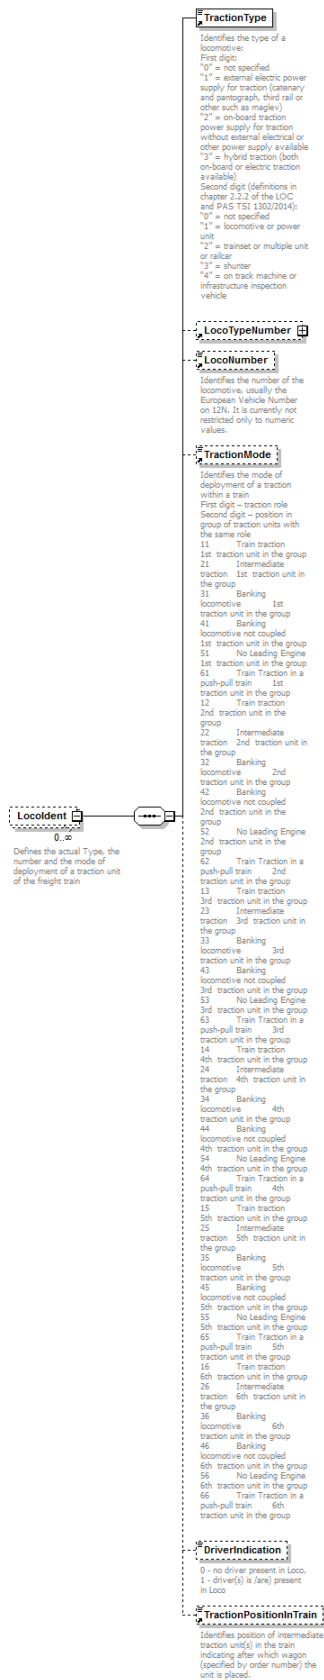 TractionType
Identifies the type of a
locomotive:
First digit:
"0" = not specified
"1" = external electric power
supply for traction (catenary
and pantograph, third rail or
other such as maglev)
"2" = on-board traction
power supply for traction
without external electrical or
other power supply available
"3" = hybrid traction (both
on-board or electric traction
available)
Second digit (definitions in
chapter 2.2.2 of the LOC
and PAS TSI 1302/2014):
"0" = not specified
"1" = locomotive or power
unit
"2" = trainset or multiple unit
or railcar
"3" = shunter
"4" = on track machine or
infrastructure inspection
vehicle
LocoTypeNumber
LocoNumber
Identifies the number of the
locomotive, usually the
European Vehicle Number
on 12N. It is currently not
restricted only to numeric
values.
TractionMode
Identifies the mode of
deployment of a traction
within a train
First digit – traction role
Second digit – position in
group of traction units with
the same role
11 Train traction
1st traction unit in the group
21 Intermediate
traction 1st traction unit in
the group
31 Banking
locomotive 1st
traction unit in the group
41 Banking
locomotive not coupled
1st traction unit in the group
51 No Leading Engine
1st traction unit in the group
61 Train Traction in a
push-pull train 1st
traction unit in the group
12 Train traction
2nd traction unit in the
group
22 Intermediate
traction 2nd traction unit in
the group
32 Banking
locomotive 2nd
traction unit in the group
42 Banking
locomotive not coupled
2nd traction unit in the
group
52 No Leading Engine
2nd traction unit in the
group
62 Train Traction in a
push-pull train 2nd
traction unit in the group
13 Train traction
3rd traction unit in the group
23 Intermediate
traction 3rd traction unit in
the group
33 Banking
locomotive 3rd
traction unit in the group
43 Banking
locomotive not coupled
3rd traction unit in the group
53 No Leading Engine
3rd traction unit in the group
63 Train Traction in a
push-pull train 3rd
traction unit in the group
14 Train traction
4th traction unit in the group
24 Intermediate
traction 4th traction unit in
the group
34 Banking
locomotive 4th
traction unit in the group
44 Banking
locomotive not coupled
4th traction unit in the group
54 No Leading Engine
4th traction unit in the group
64 Train Traction in a
push-pull train 4th
traction unit in the group
15 Train traction
5th traction unit in the group
25 Intermediate
traction 5th traction unit in
the group
35 Banking
locomotive 5th
traction unit in the group
45 Banking
locomotive not coupled
5th traction unit in the group
55 No Leading Engine
5th traction unit in the group
65 Train Traction in a
push-pull train 5th
traction unit in the group
16 Train traction
6th traction unit in the group
26 Intermediate
traction 6th traction unit in
the group
36 Banking
locomotive 6th
traction unit in the group
46 Banking
locomotive not coupled
6th traction unit in the group
56 No Leading Engine
6th traction unit in the group
66 Train Traction in a
push-pull train 6th
traction unit in the group
LocoIdent
0..∞
Defines the actual Type, the
number and the mode of
deployment of a traction unit
of the freight train
DriverIndication
0 - no driver present in Loco,
1 - driver(s) is /are) present
in Loco
TractionPositionInTrain
Identifies position of intermediate
traction unit(s) in the train
indicating after which wagon
(specified by order number) the
unit is placed.